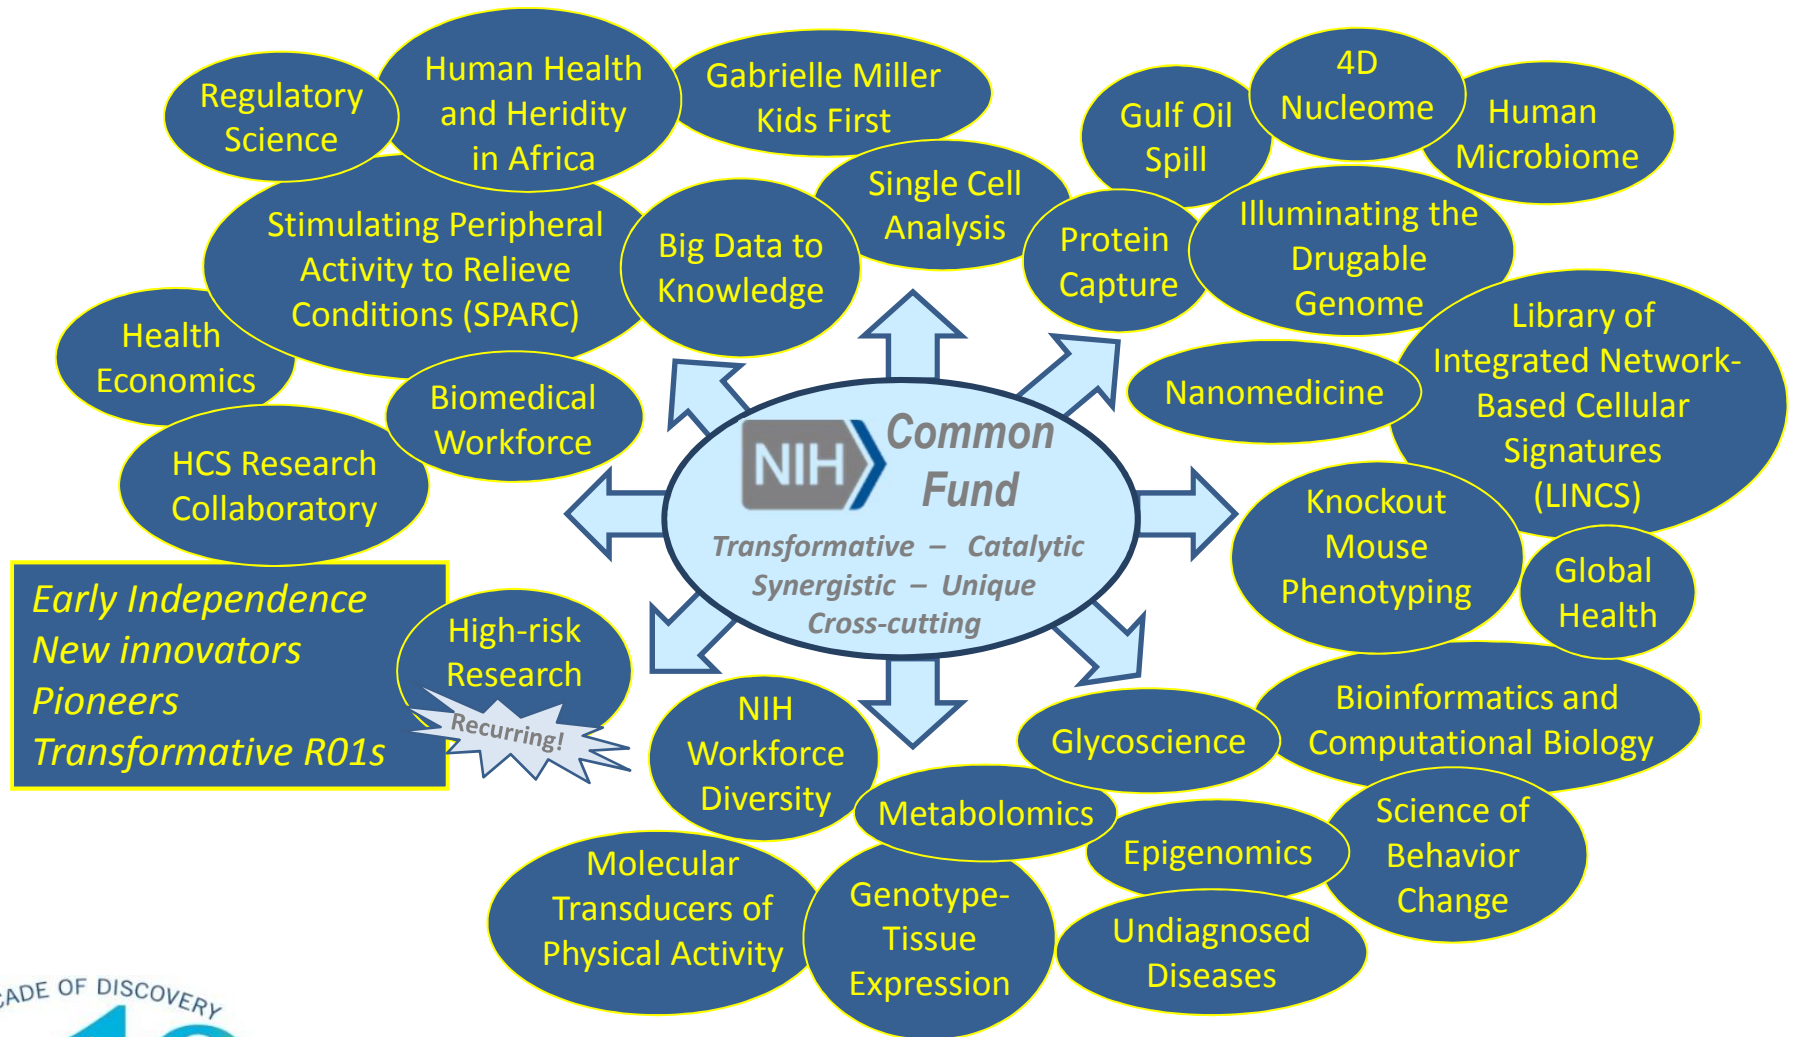 Regulatory
Science
Human Health
and Heridity
in Africa
Gabrielle Miller
Kids First
Single Cell
Analysis
Gulf Oil
Spill
4D
Nucleome
Human
Microbiome
Stimulating Peripheral
Activity to Relieve
Conditions (SPARC)
Big Data to
Knowledge
Protein
Capture
Illuminating the
Drugable
Genome
Health
Economics
Biomedical
Workforce
Nanomedicine
Library of
Integrated Network-
Based Cellular
Signatures
(LINCS)
HCS Research
Collaboratory
NIH
Common
Fund
Transformative – Catalytic
Synergistic – Unique
Cross-cutting
Knockout
Mouse
Phenotyping
Global
Health
Early Independence
New innovators
Pioneers
Transformative R01s
High-risk
Research
Recurring!
NIH
Workforce
Diversity
Glycoscience
Bioinformatics and
Computational Biology
Metabolomics
Epigenomics
Science of
Behavior
Change
Molecular
Transducers of
Physical Activity
Genotype-
Tissue
Expression
Undiagnosed
Diseases
OF DISCOVERY